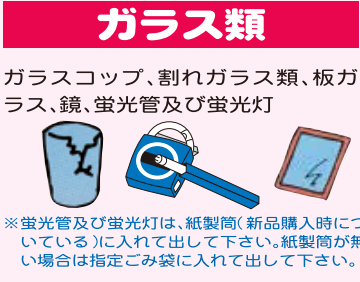 ガラス類
ガラスコップ､割れガラス類､板ガ
ラス､鏡､蛍光管及び蛍光灯
※蛍光管及び蛍光灯は､紙製筒(新品購入時につ
いている)に入れて出して下さい｡紙製筒が無
い場合は指定ごみ袋に入れて出して下さい｡